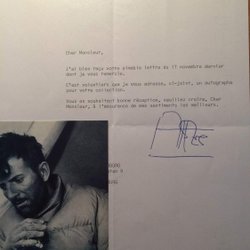 Cher Monsieur,
J'ai bien reçu votre aimable lettre du 11 novembre dernier
dont je vous remercie.
C'est volontiers que je vous adresse, ci-joint, un autographe
pour votre collection.
Vous en souhaitant bonne réception, veuillez croire, Cher
Monsieur, à l'assurance de mes sentiments les meilleurs.